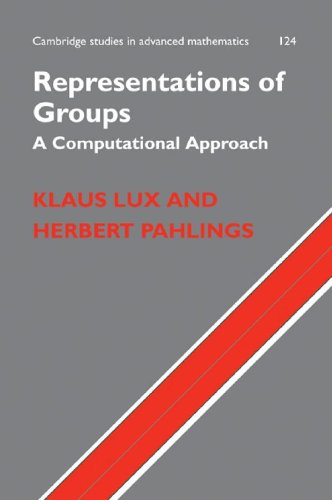 Cambridge studies in advanced mathematics 124
Representations of
Groups
A Computational Approach
KLAUS LUX AND
HERBERT PAHLINGS